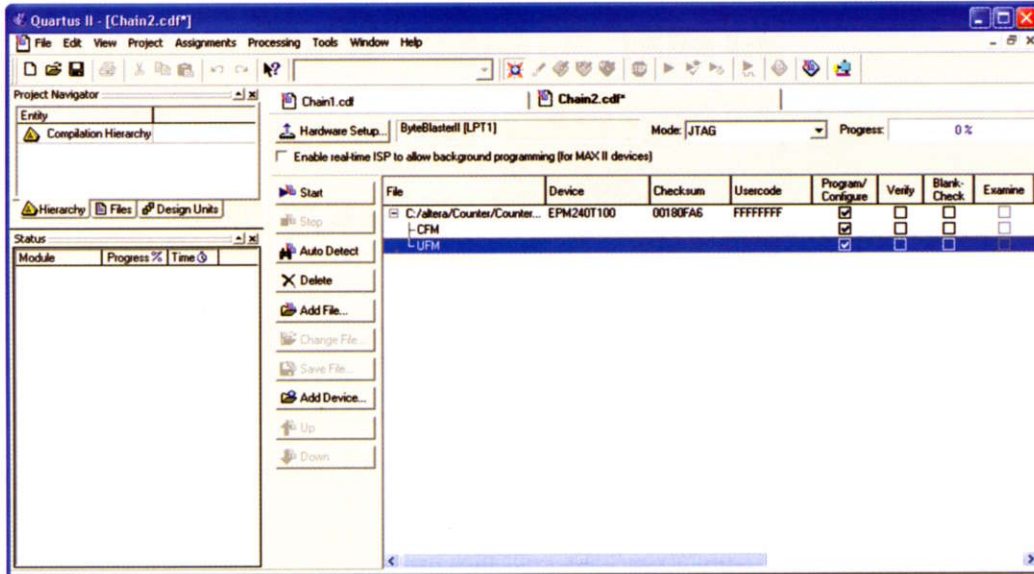 Quartus II - [Chain2.cdf*]
File Edit View Project Assignments Processing Tools Window Help
Project Navigator
Entity
Compilation Hierarchy
Hierarchy Files Design Units
Status
Module Progress % Time
Chain1.cdf
Chain2.cdf*
Hardware Setup... ByteBlasterII [LPT1] Mode: JTAG Progress: 0 %
Enable real-time ISP to allow background programming (for MAX II devices)
Start
Stop
Auto Detect
Delete
Add File...
Change File...
Save File...
Add Device...
Up
Down
File Device Checksum Usercode Program/Configure Verify Blank-Check Examine
C:/altera/Counter/Counter... EPM240T100 00180FA6 FFFFFFFF
CFM
UFM